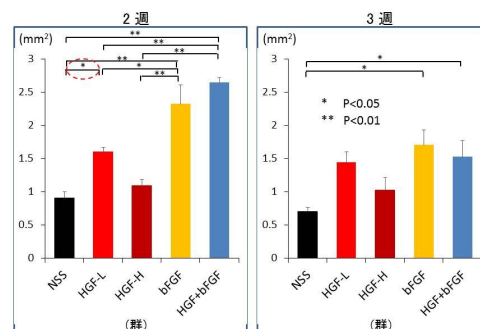 2 週
(mm²)
**
**
**
**
*
*
**
3
2.5
2
1.5
1
0.5
0
NSS
HGF-L
HGF-H
bFGF
HGF+bFGF
(群)
3 週
(mm²)
*
*
* P<0.05
** P<0.01
3
2.5
2
1.5
1
0.5
0
NSS
HGF-L
HGF-H
bFGF
HGF+bFGF
(群)